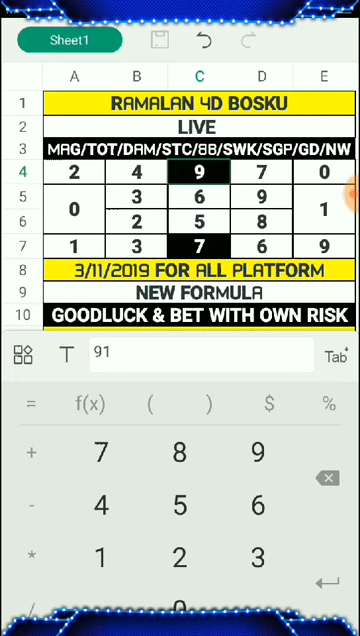 Sheet1
A B C D E
1 RAMALAN 4D BOSKU
2 LIVE
3 MAG/TOT/DAM/STC/88/SWK/SGP/GD/NW
4 2 4 9 7 0
5 3 6 9
0 1
6 2 5 8
7 1 3 7 6 9
8 3/11/2019 FOR ALL PLATFORM
9 NEW FORMULA
10 GOODLUCK & BET WITH OWN RISK
T 91 Tab
= f(x) ( ) $ %
+ 7 8 9
- 4 5 6
* 1 2 3
/ 0